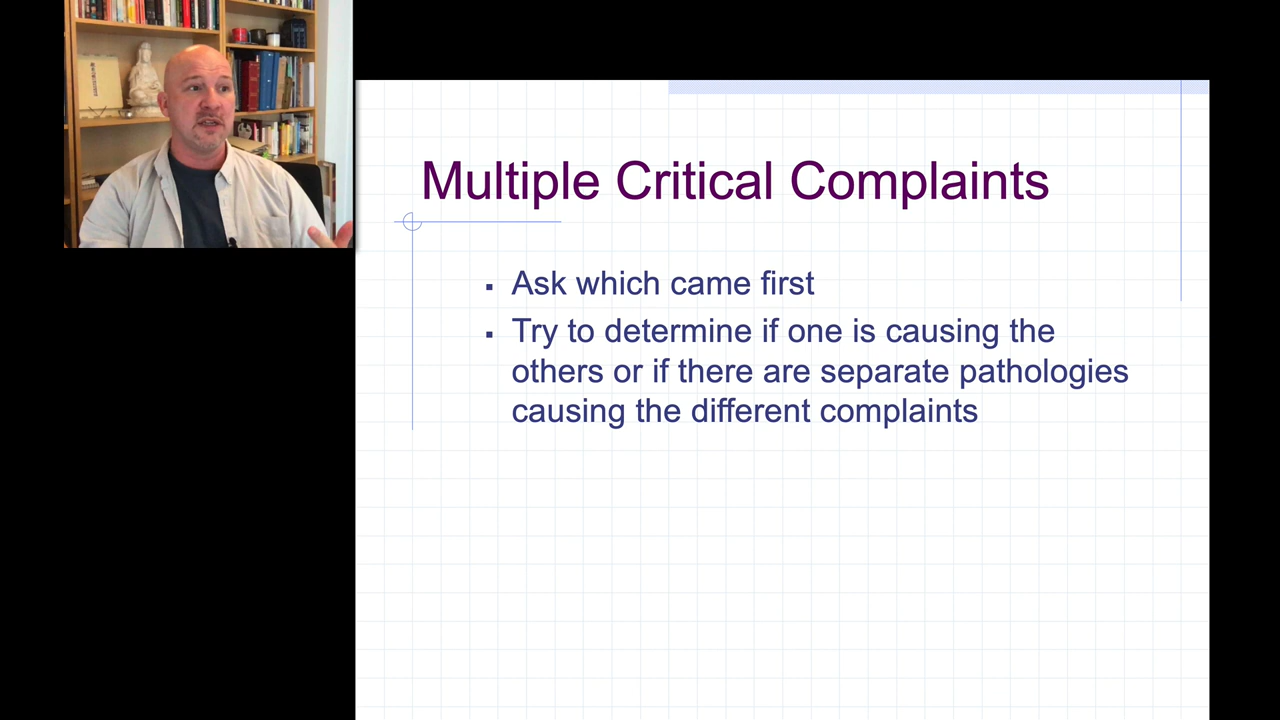 Multiple Critical Complaints
▪ Ask which came first
▪ Try to determine if one is causing the
others or if there are separate pathologies
causing the different complaints